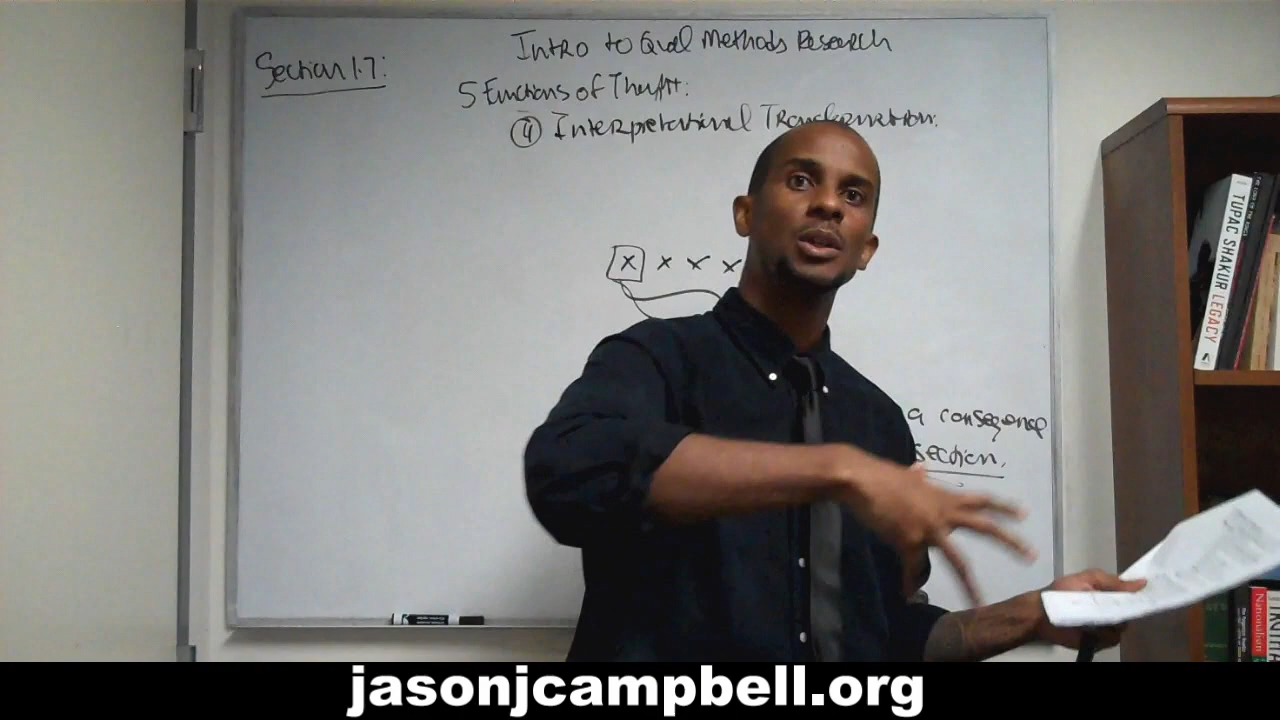 Intro to Qual Methods Research
Section 1.7:
5 Functions of
④ Interpretational Transformation.
x x x x
a consequence
section.
TUPAC SHAKUR LEGACY
Nationalism
jasonjcampbell.org